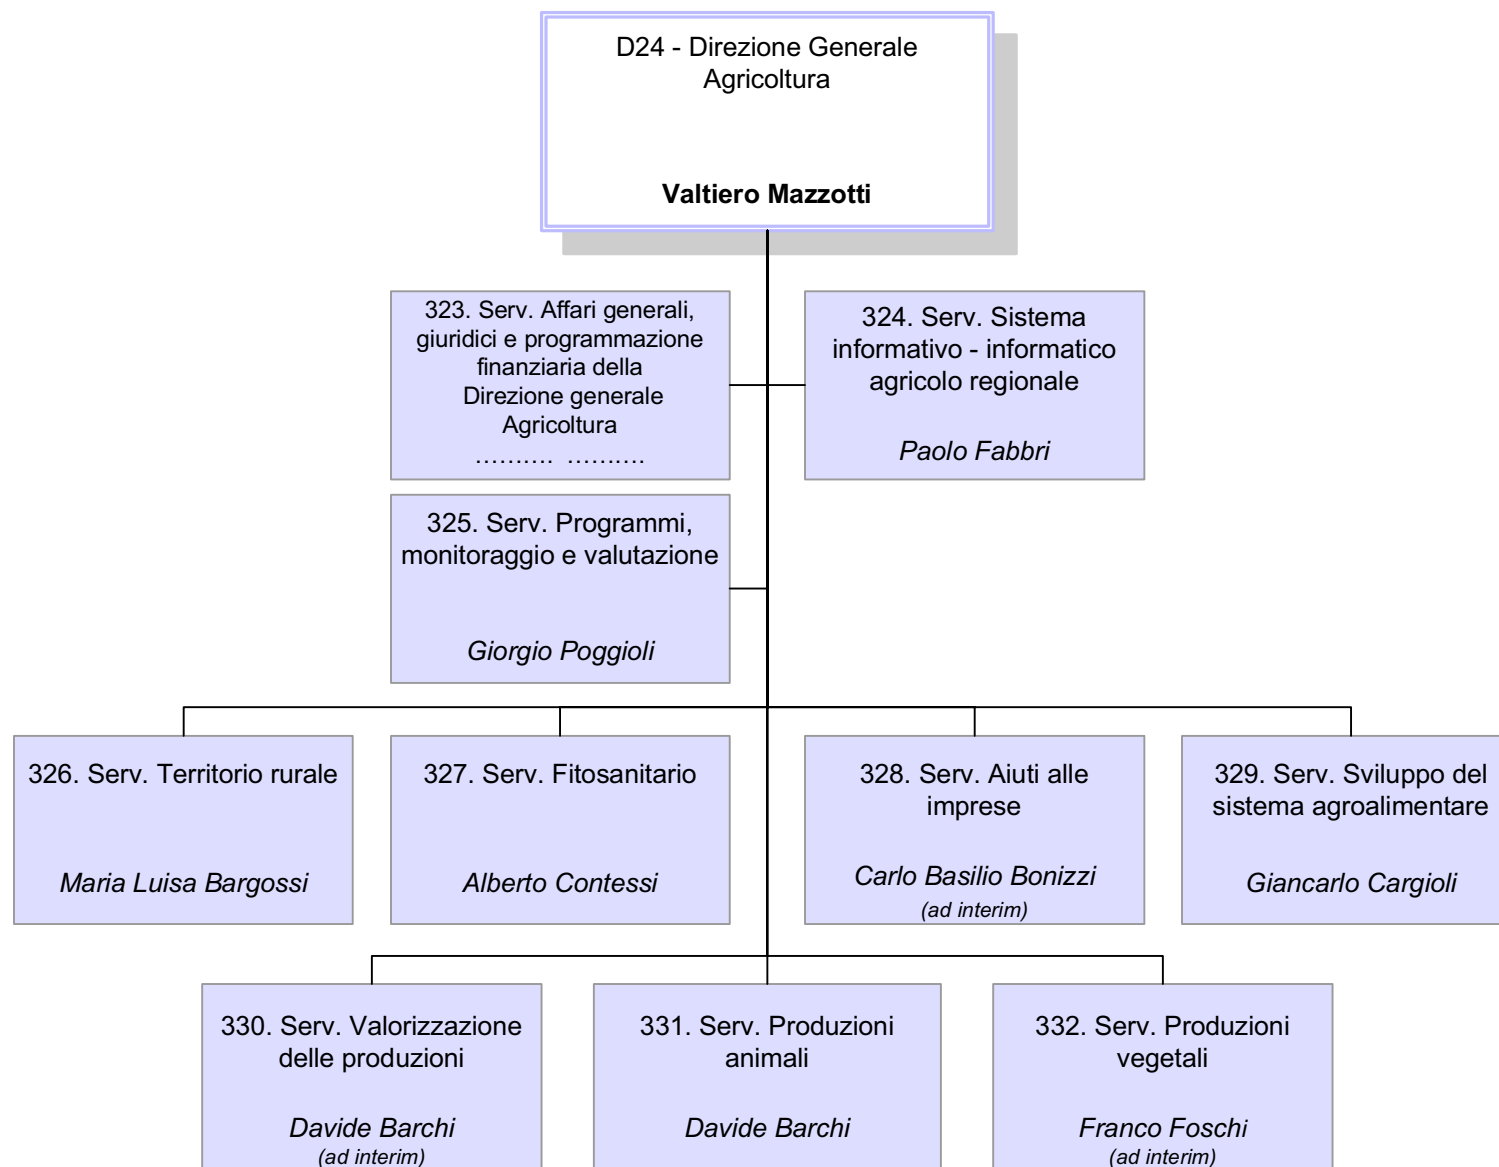 D24 - Direzione Generale
Agricoltura
Valtiero Mazzotti
323. Serv. Affari generali,
giuridici e programmazione
finanziaria della
Direzione generale
Agricoltura
………. ……….
324. Serv. Sistema
informativo - informatico
agricolo regionale
Paolo Fabbri
325. Serv. Programmi,
monitoraggio e valutazione
Giorgio Poggioli
326. Serv. Territorio rurale
Maria Luisa Bargossi
327. Serv. Fitosanitario
Alberto Contessi
328. Serv. Aiuti alle
imprese
Carlo Basilio Bonizzi
(ad interim)
329. Serv. Sviluppo del
sistema agroalimentare
Giancarlo Cargioli
330. Serv. Valorizzazione
delle produzioni
Davide Barchi
(ad interim)
331. Serv. Produzioni
animali
Davide Barchi
332. Serv. Produzioni
vegetali
Franco Foschi
(ad interim)